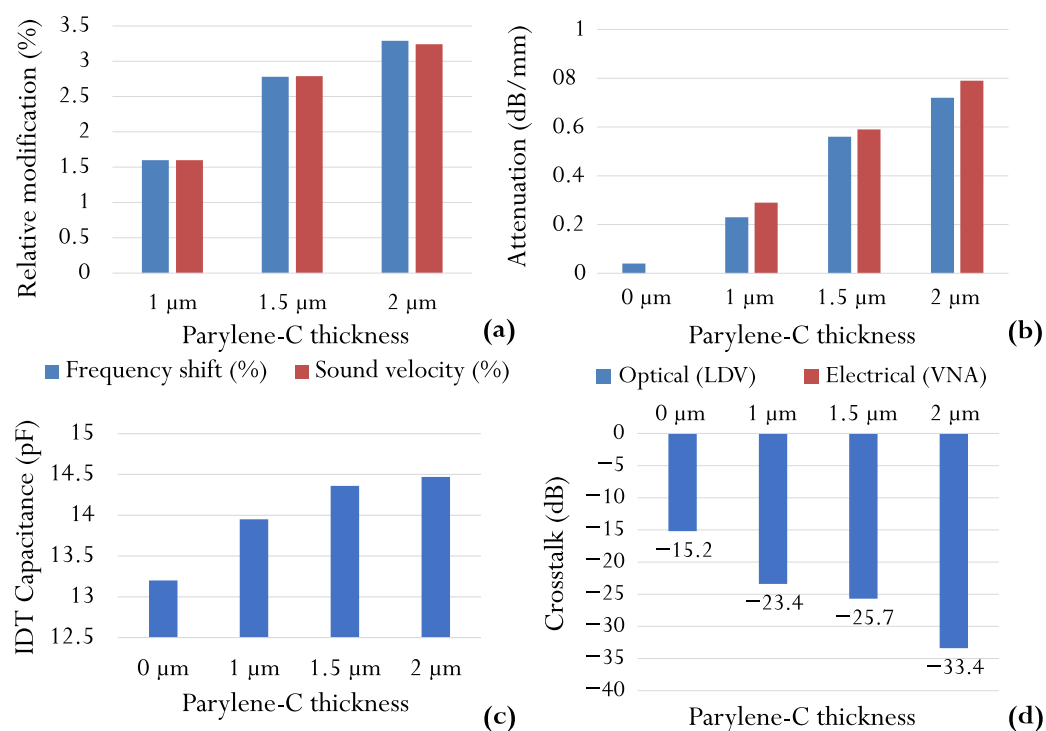 Relative modification (%)
3.5
3
2.5
2
1.5
1
0.5
0
1 µm 1.5 µm 2 µm
Parylene-C thickness
(a)
Frequency shift (%) Sound velocity (%)
Attenuation (dB/mm)
1
08
0.6
0.4
0.2
0
0 µm 1 µm 1.5 µm 2 µm
Parylene-C thickness
(b)
Optical (LDV) Electrical (VNA)
IDT Capacitance (pF)
15
14.5
14
13.5
13
12.5
0 µm 1 µm 1.5 µm 2 µm
Parylene-C thickness
(c)
0 µm 1 µm 1.5 µm 2 µm
Crosstalk (dB)
0
−5
−10
−15
−20
−25
−30
−35
−40
−15.2
−23.4
−25.7
−33.4
Parylene-C thickness
(d)